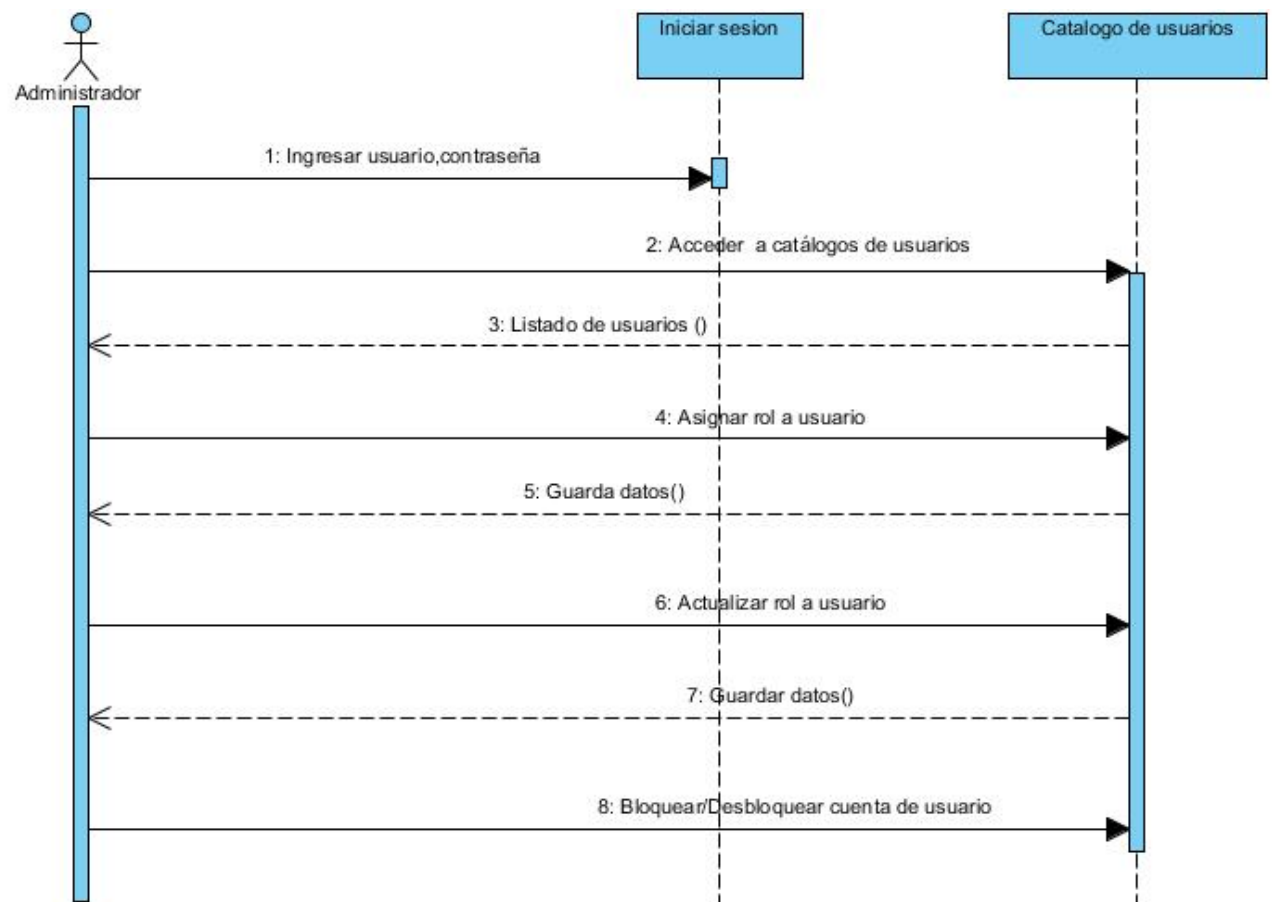 Iniciar sesion
Catalogo de usuarios
Administrador
1: Ingresar usuario,contraseña
2: Acceder  a catálogos de usuarios
3: Listado de usuarios ()
4: Asignar rol a usuario
5: Guarda datos()
6: Actualizar rol a usuario
7: Guardar datos()
8: Bloquear/Desbloquear cuenta de usuario